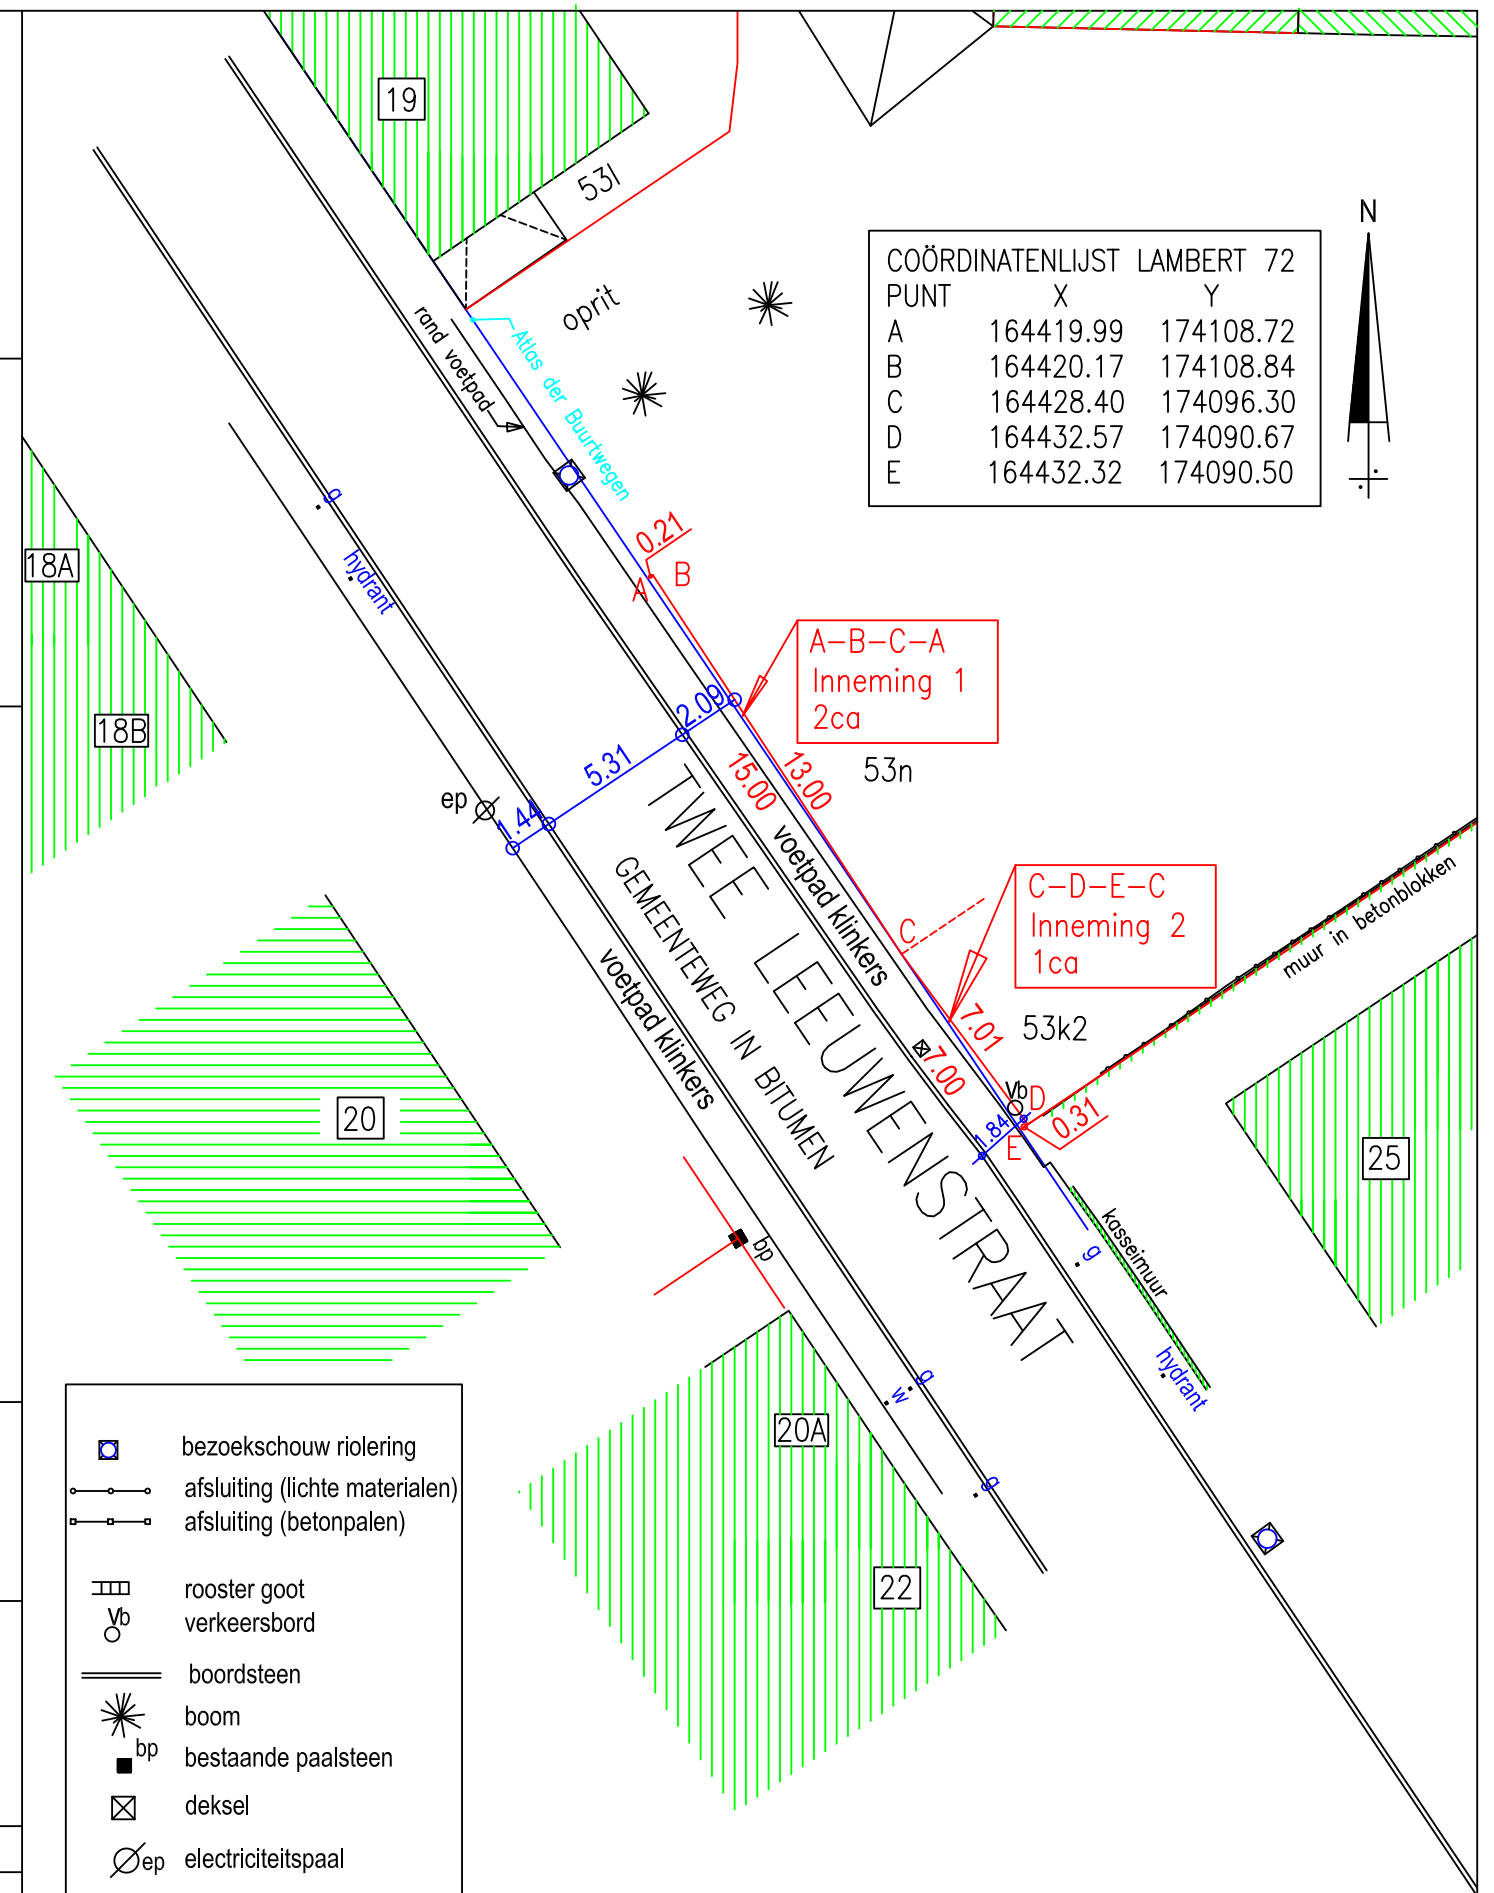 19
53l
oprit
rand voetpad
Atlas der Buurtwegen
COÖRDINATENLIJST LAMBERT 72
PUNT X Y
A 164419.99 174108.72
B 164420.17 174108.84
C 164428.40 174096.30
D 164432.57 174090.67
E 164432.32 174090.50
N
g
hydrant
18A
18B
0.21
A
B
A-B-C-A
Inneming 1
2ca
53n
2.09
5.31
1.44
ep
15.00
13.00
TWEE LEEUWENSTRAAT
GEMEENTEWEG IN BITUMEN
voetpad klinkers
voetpad klinkers
C
C-D-E-C
Inneming 2
1ca
muur in betonblokken
53k2
7.01
7.00
Vb
D
0.31
1.84
E
20
25
bp
kasseimuur
g
hydrant
g
w
g
20A
22
bezoekschouw riolering
afsluiting (lichte materialen)
afsluiting (betonpalen)
rooster goot
Vb verkeersbord
boordsteen
boom
bp bestaande paalsteen
deksel
ep electriciteitspaal